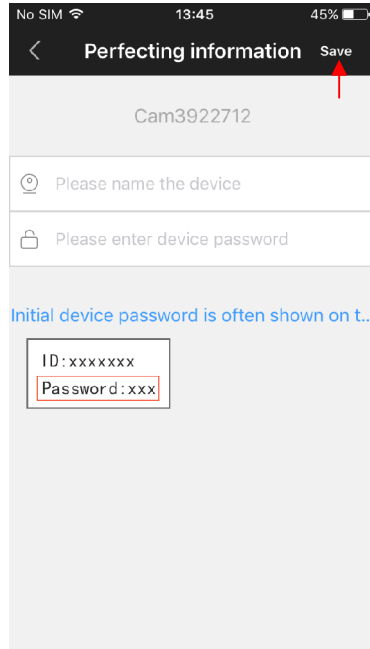 No SIM 13:45 45%
Perfecting information Save
Cam3922712
Please name the device
Please enter device password
Initial device password is often shown on t..
ID:xxxxxxx
Password:xxx